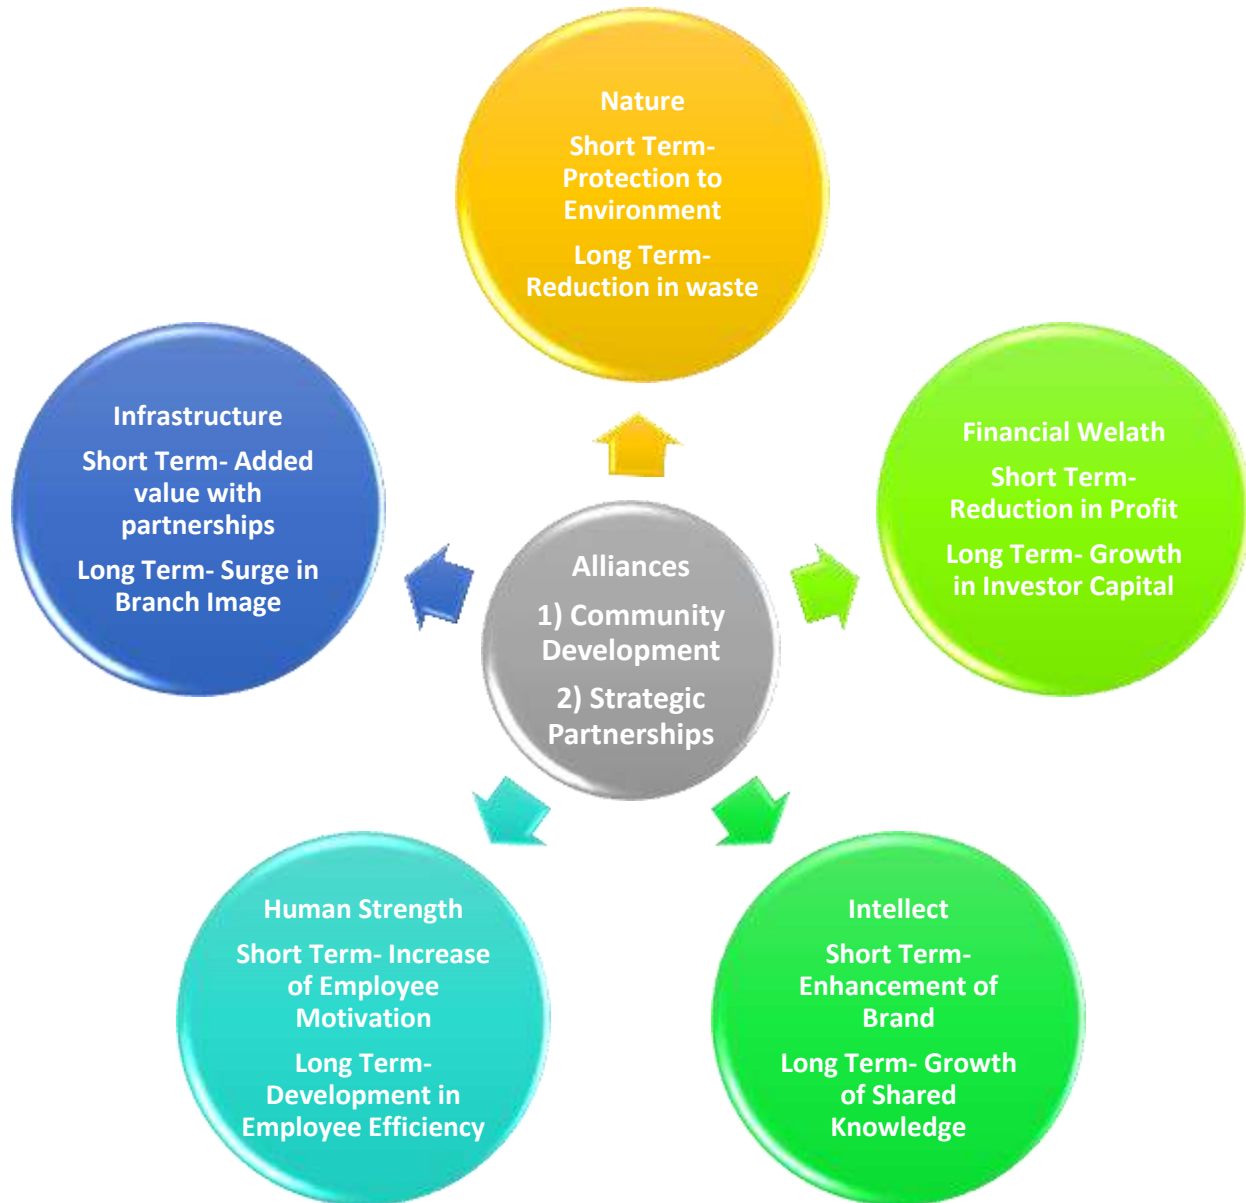 Nature
Short Term-
Protection to
Environment
Long Term-
Reduction in waste
Infrastructure
Short Term- Added
value with
partnerships
Long Term- Surge in
Branch Image
Financial Welath
Short Term-
Reduction in Profit
Long Term- Growth
in Investor Capital
Alliances
1) Community
Development
2) Strategic
Partnerships
Human Strength
Short Term- Increase
of Employee
Motivation
Long Term-
Development in
Employee Efficiency
Intellect
Short Term-
Enhancement of
Brand
Long Term- Growth
of Shared
Knowledge